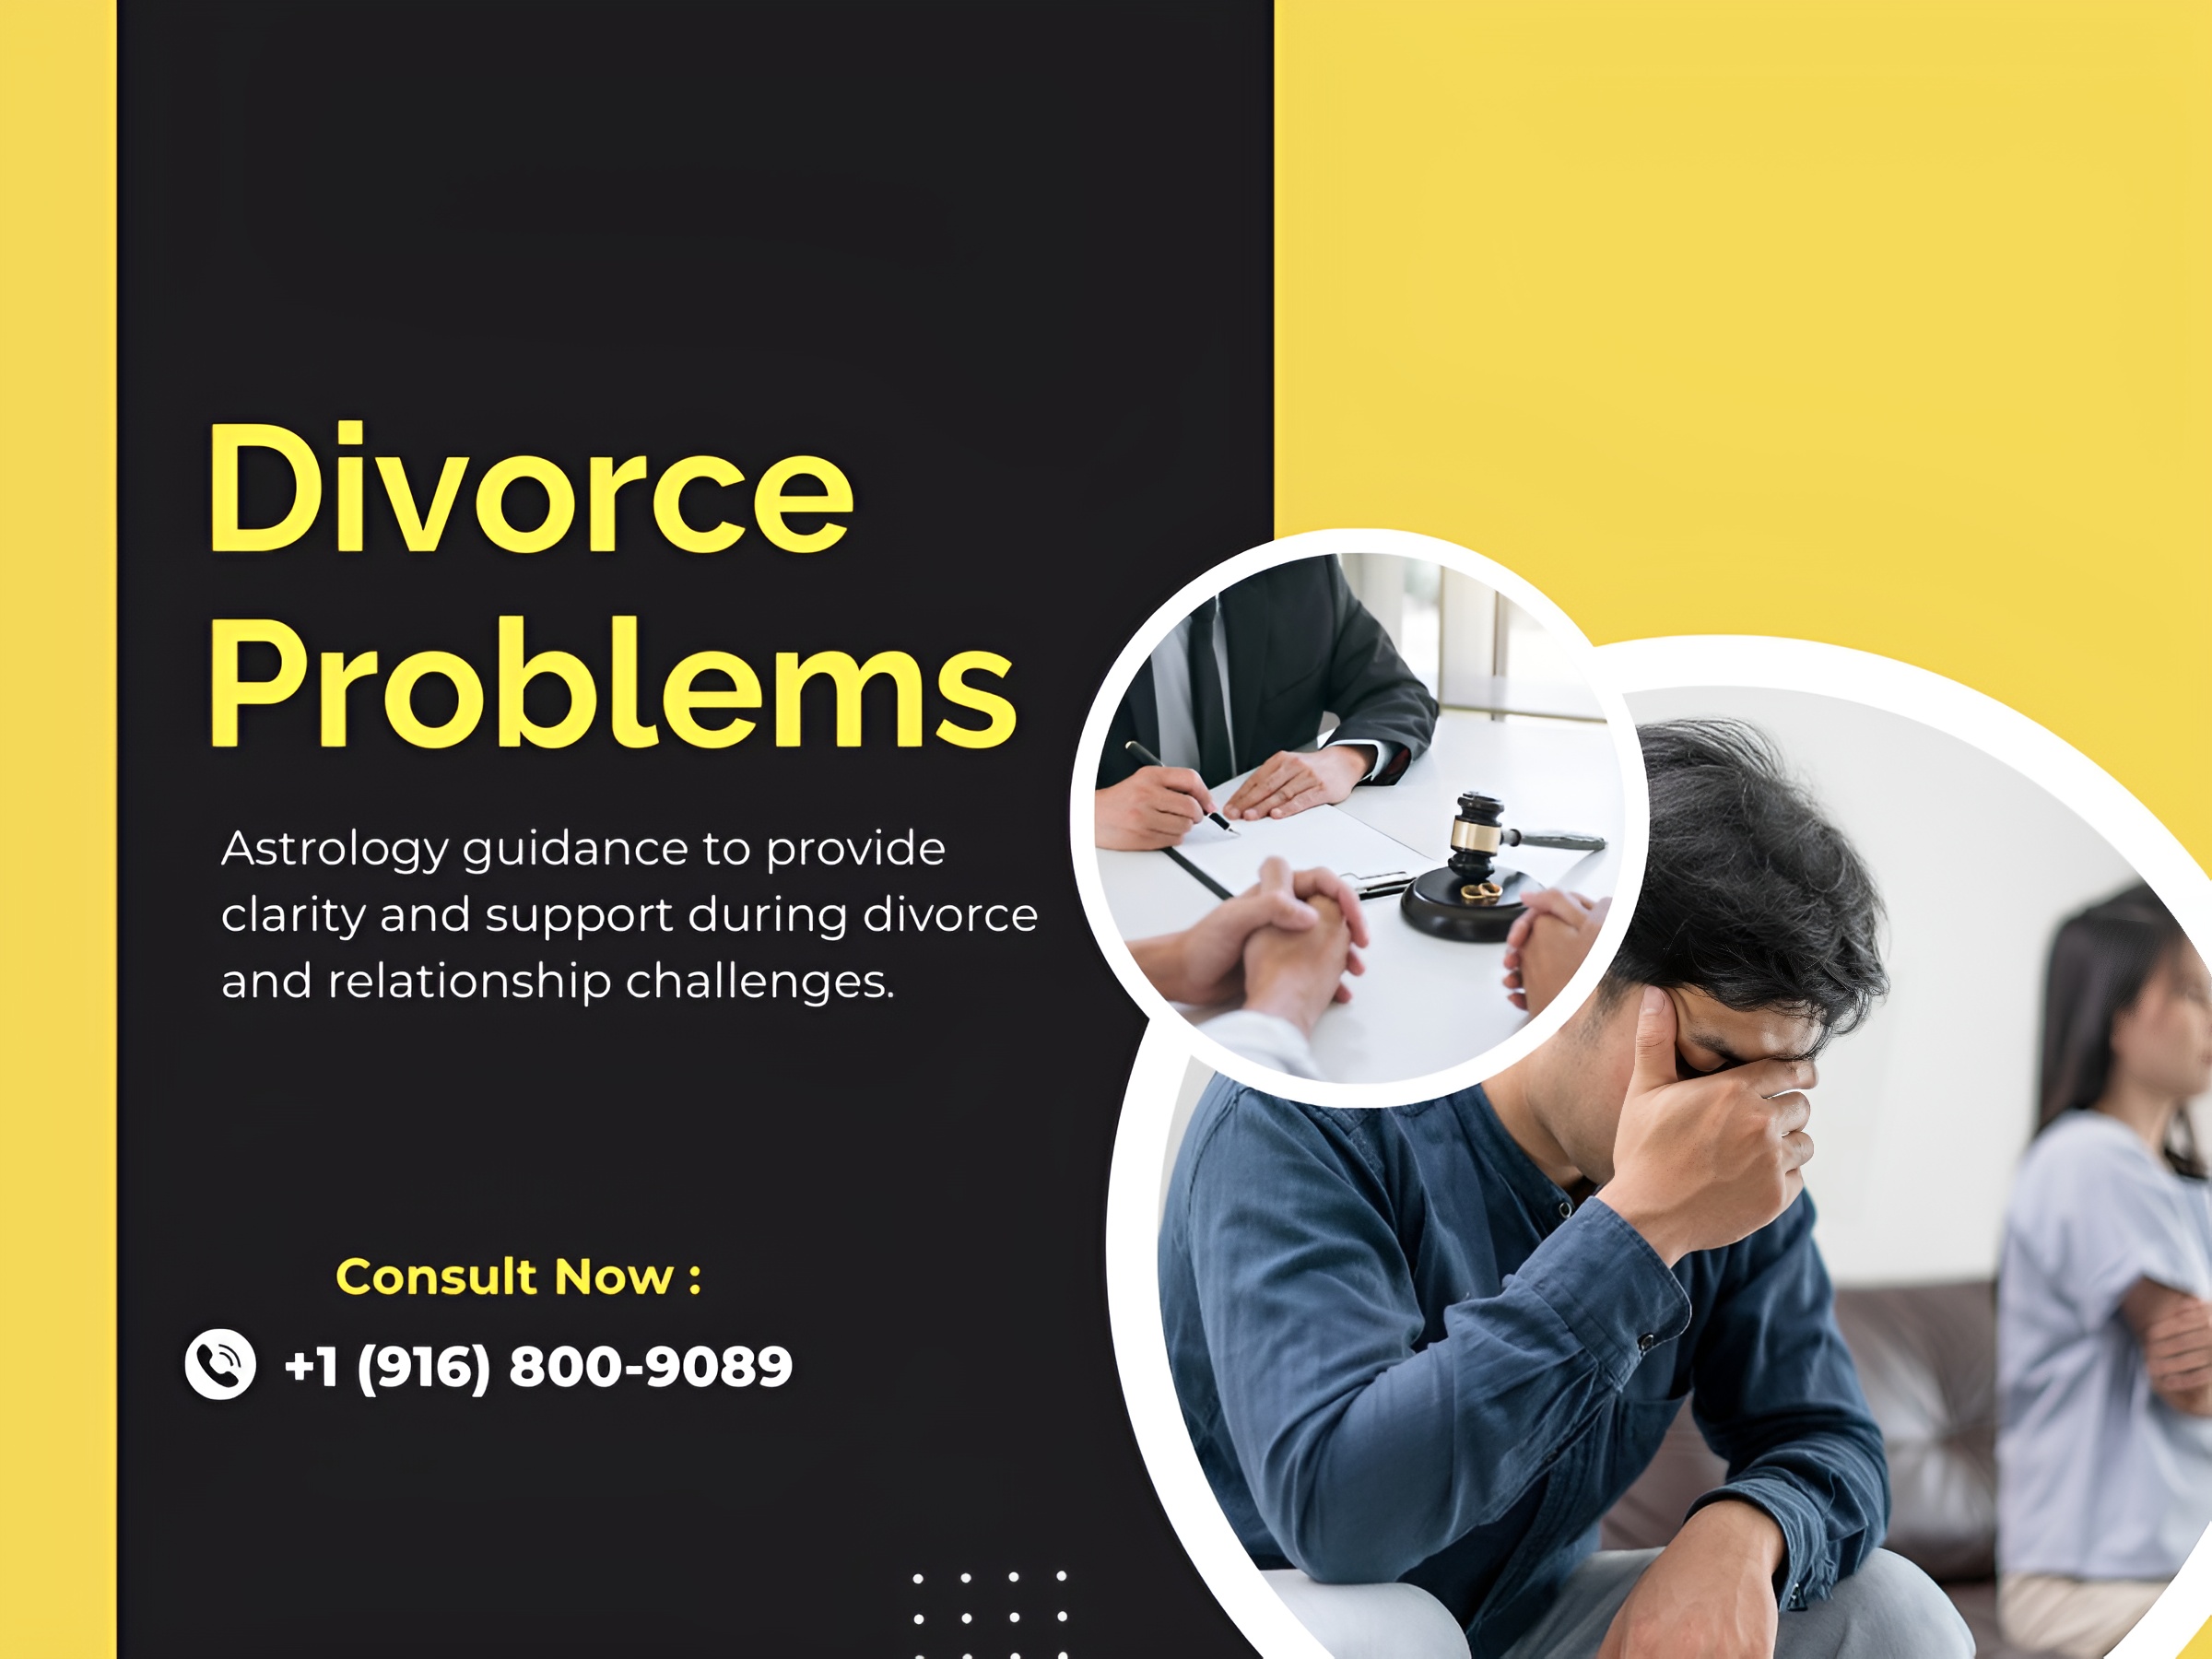 Divorce
Problems
Astrology guidance to provide
clarity and support during divorce
and relationship challenges.
Consult Now :
+1 (916) 800-9089